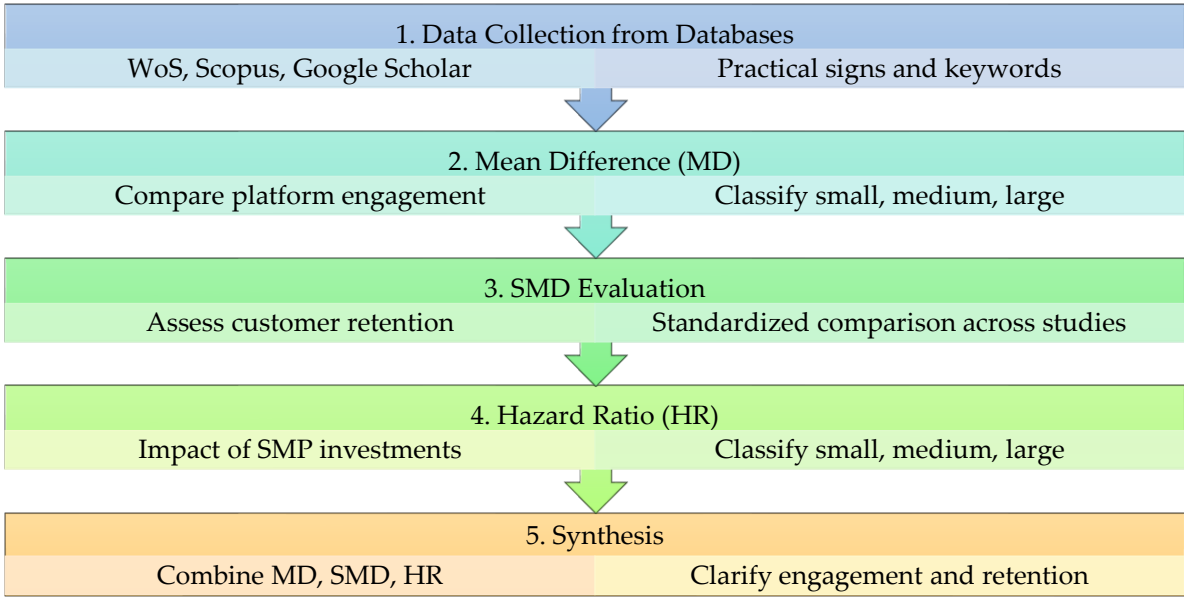 1. Data Collection from Databases
WoS, Scopus, Google Scholar
Practical signs and keywords
2. Mean Difference (MD)
Compare platform engagement
Classify small, medium, large
3. SMD Evaluation
Assess customer retention
Standardized comparison across studies
4. Hazard Ratio (HR)
Impact of SMP investments
Classify small, medium, large
5. Synthesis
Combine MD, SMD, HR
Clarify engagement and retention